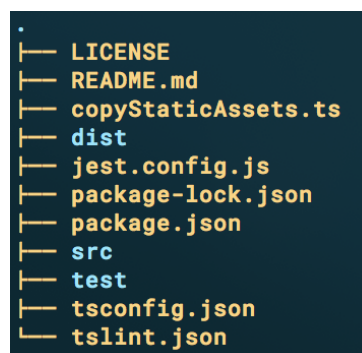 .
├── LICENSE
├── README.md
├── copyStaticAssets.ts
├── dist
├── jest.config.js
├── package-lock.json
├── package.json
├── src
├── test
├── tsconfig.json
└── tslint.json